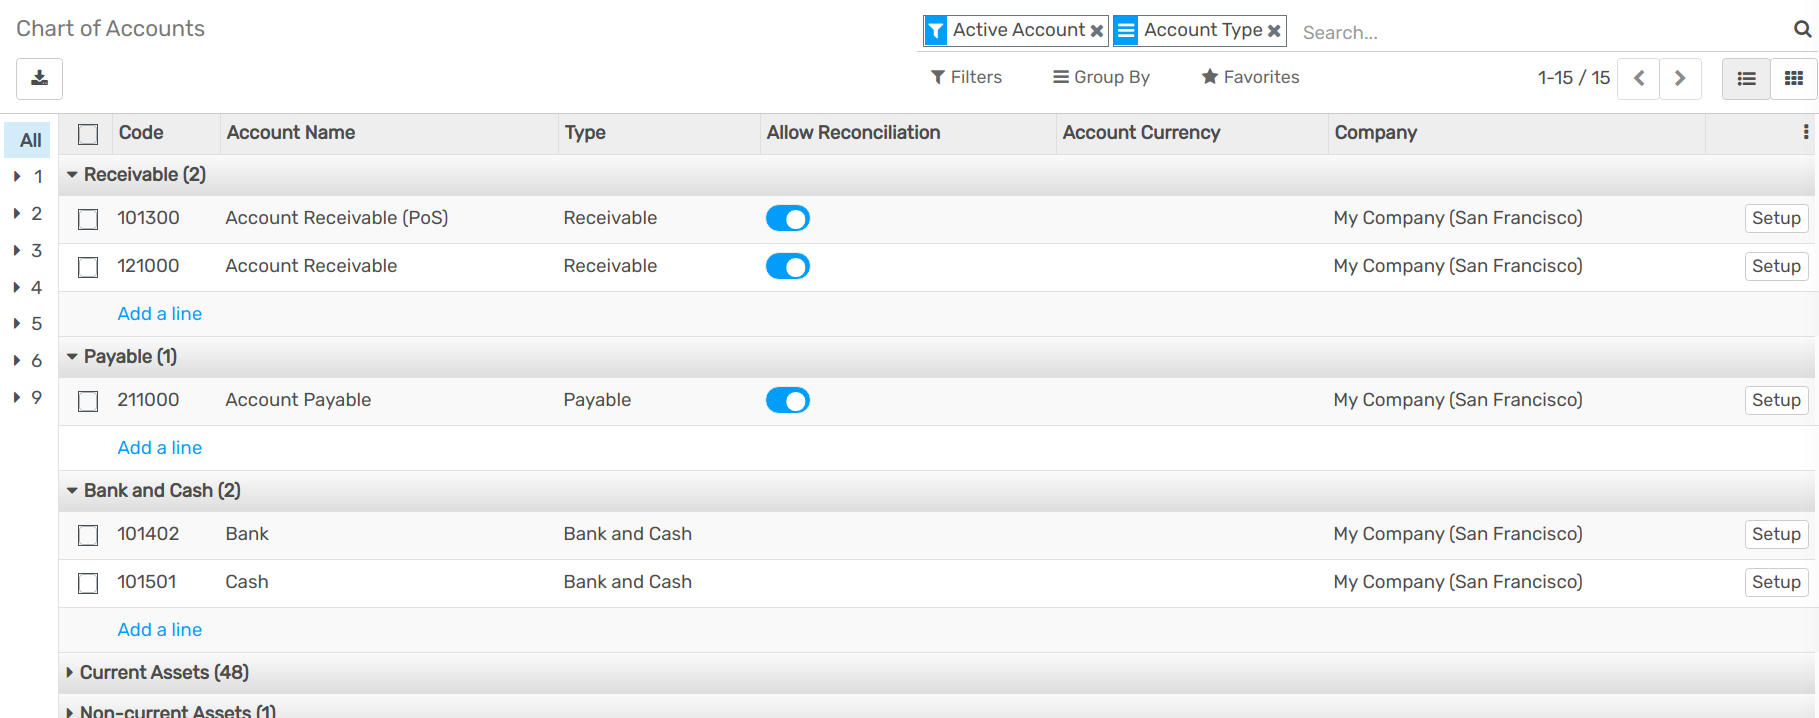 Chart of Accounts
Active Account Account Type Search...
Filters Group By Favorites 1-15 / 15
All
1
2
3
4
5
6
9
Code Account Name Type Allow Reconciliation Account Currency Company
Receivable (2)
101300 Account Receivable (PoS) Receivable My Company (San Francisco) Setup
121000 Account Receivable Receivable My Company (San Francisco) Setup
Add a line
Payable (1)
211000 Account Payable Payable My Company (San Francisco) Setup
Add a line
Bank and Cash (2)
101402 Bank Bank and Cash My Company (San Francisco) Setup
101501 Cash Bank and Cash My Company (San Francisco) Setup
Add a line
Current Assets (48)
Non-current Assets (1)